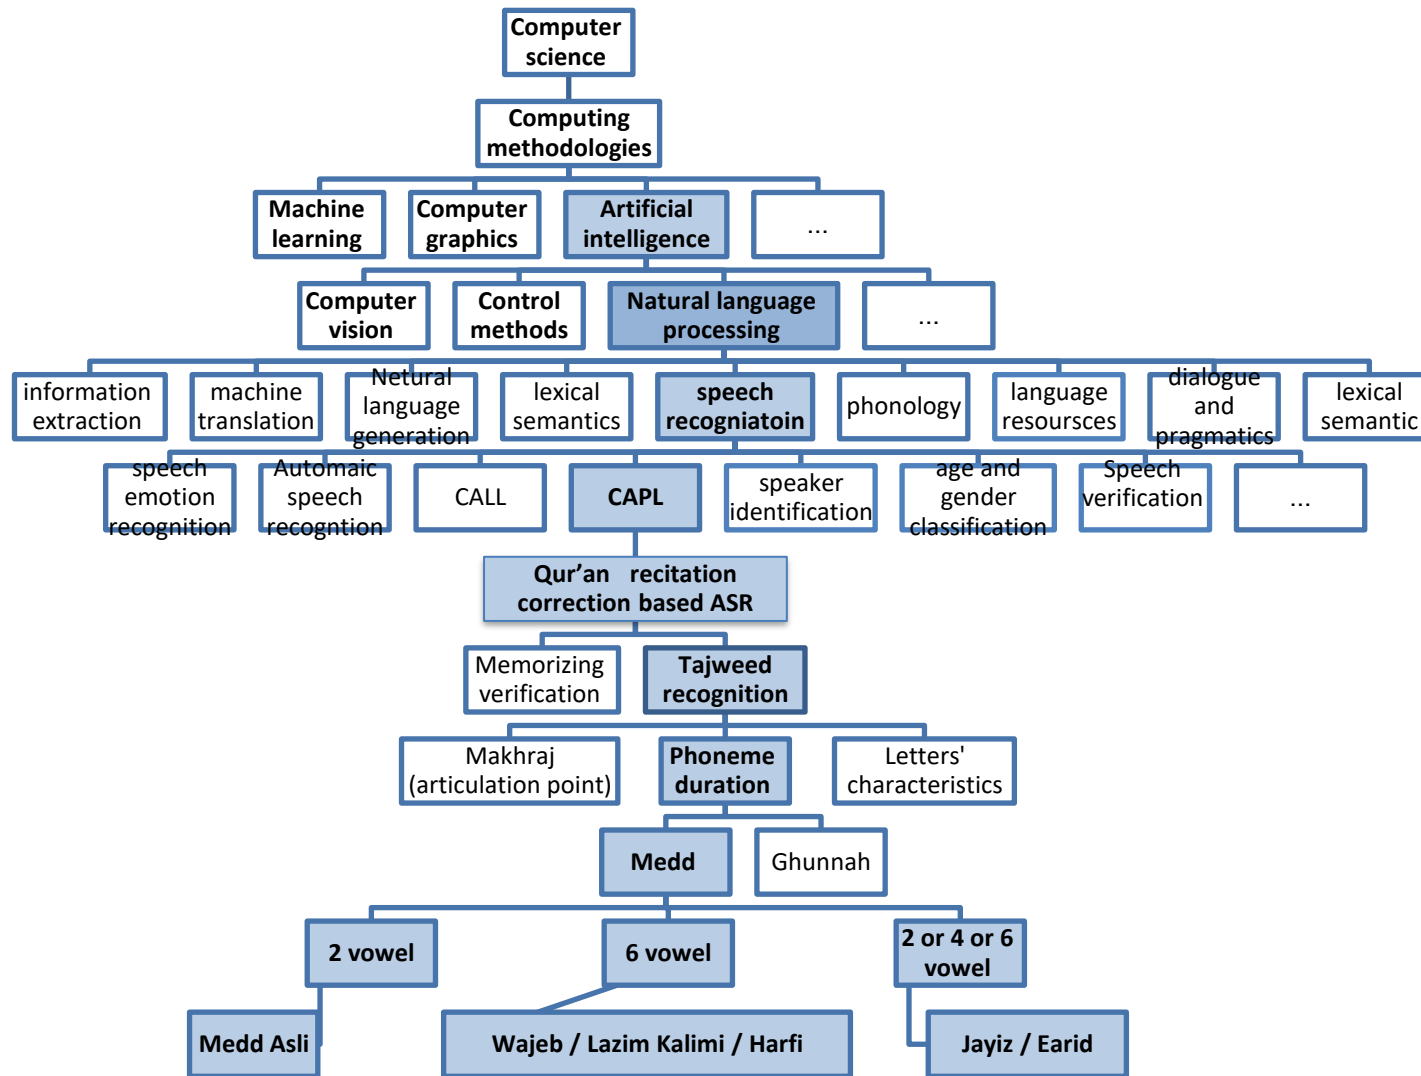 Computer
science
Computing
methodologies
Machine
learning
Computer
graphics
Artificial
intelligence
...
Computer
vision
Control
methods
Natural language
processing
...
information
extraction
machine
translation
Netural
language
generation
lexical
semantics
speech
recogniatoin
phonology
language
resoursces
dialogue
and
pragmatics
lexical
semantic
speech
emotion
recognition
Automaic
speech
recogntion
CALL
CAPL
speaker
identification
age and
gender
classification
Speech
verification
...
Qur’an recitation
correction based ASR
Memorizing
verification
Tajweed
recognition
Makhraj
(articulation point)
Phoneme
duration
Letters'
characteristics
Medd
Ghunnah
2 vowel
6 vowel
2 or 4 or 6
vowel
Medd Asli
Wajeb / Lazim Kalimi / Harfi
Jayiz / Earid